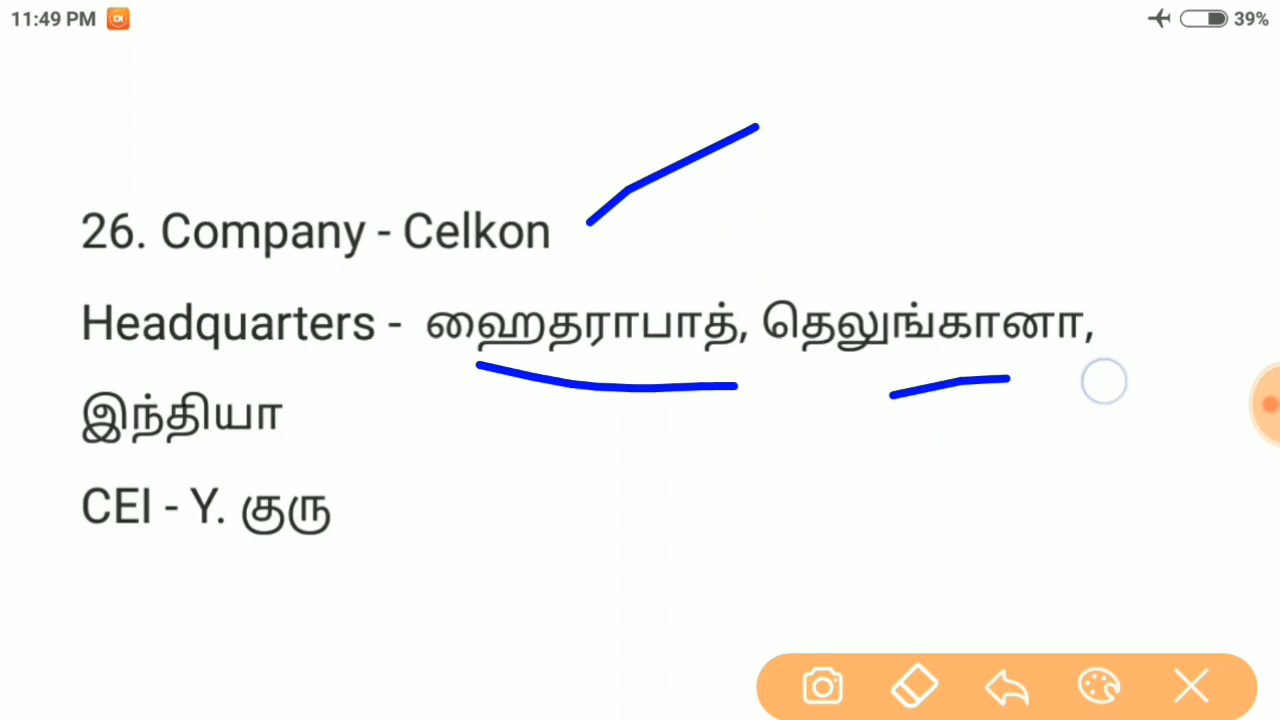 11:49 PM 39%
26. Company - Celkon
Headquarters - ஹைதராபாத், தெலுங்கானா,
இந்தியா
CEI - Y. குரு